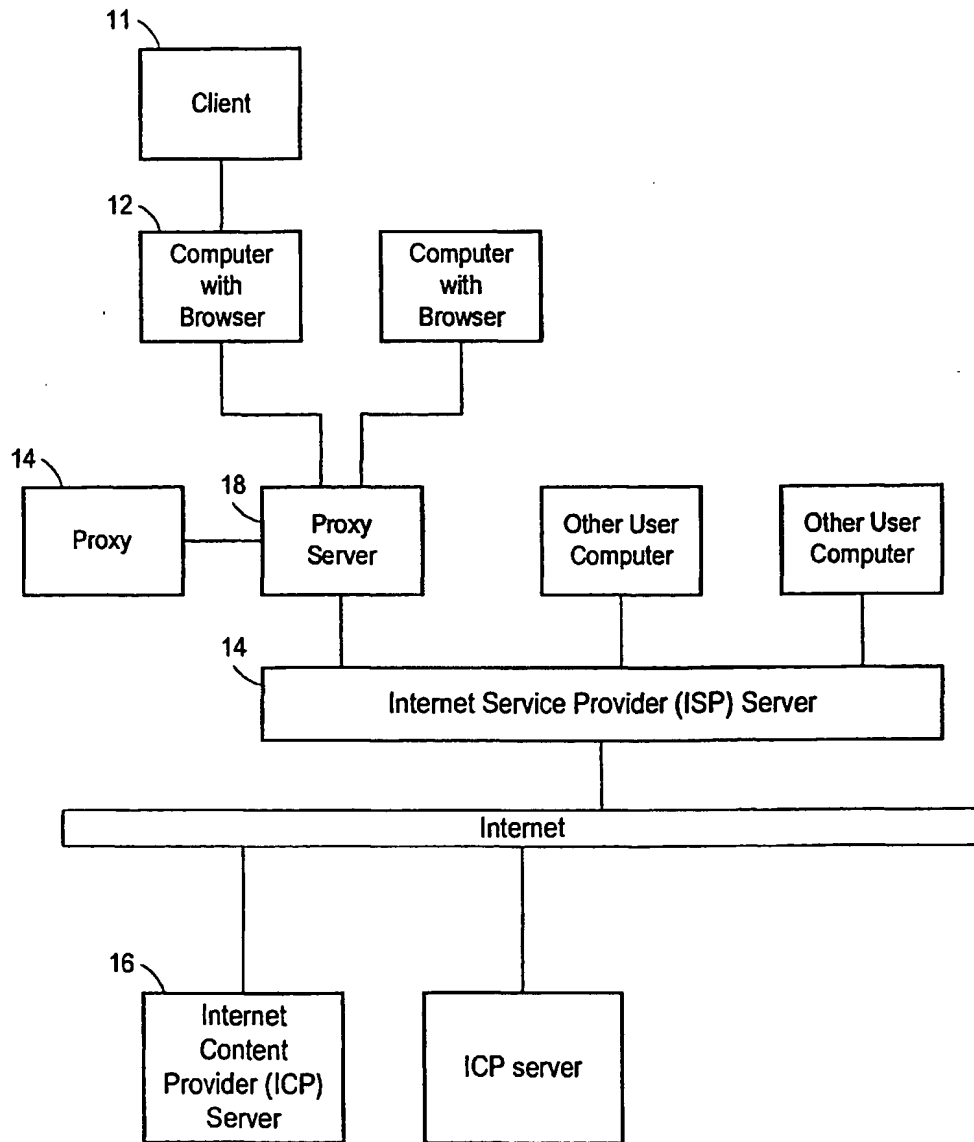 11
Client
12
Computer
with
Browser
Computer
with
Browser
14
Proxy
18
Proxy
Server
Other User
Computer
Other User
Computer
14
Internet Service Provider (ISP) Server
Internet
16
Internet
Content
Provider (ICP)
Server
ICP server